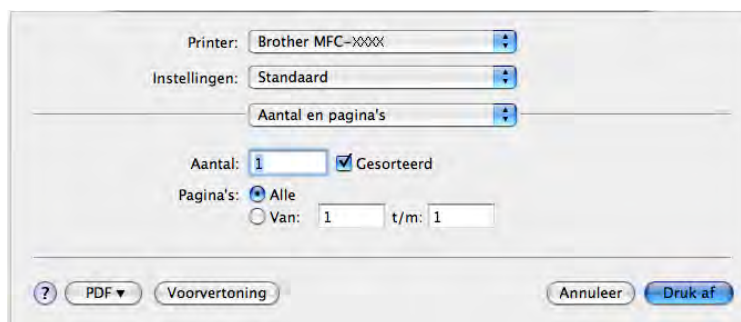 Printer: Brother MFC-XXXX
Instellingen: Standaard
Aantal en pagina's
Aantal: 1 Gesorteerd
Pagina's: Alle
Van: 1 t/m: 1
? PDF ▼ Voorvertoning Annuleer Druk af